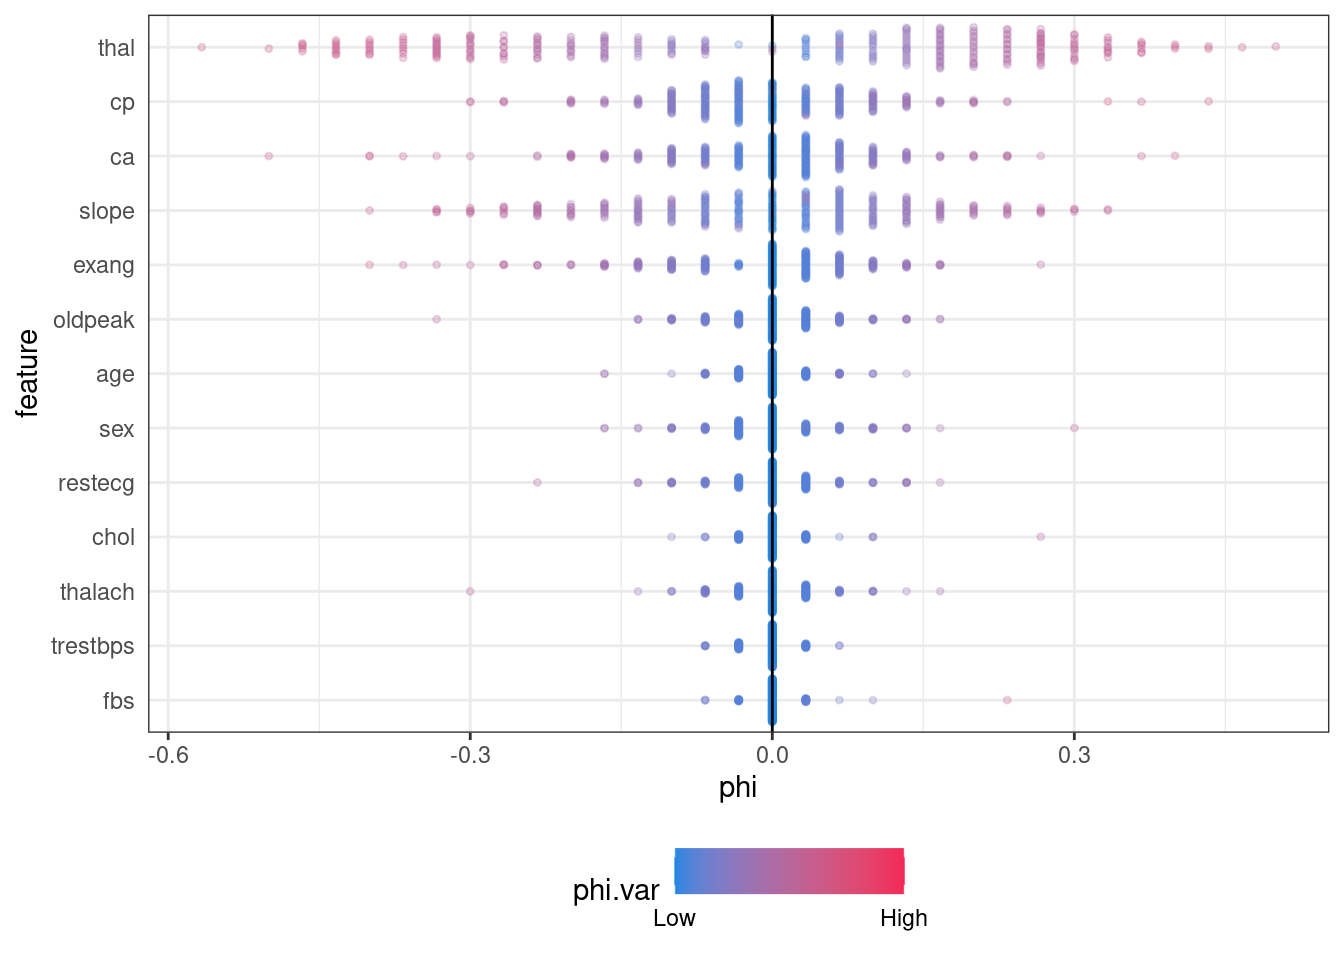 thal
cp
ca
slope
exang
oldpeak
age
sex
restecg
chol
thalach
trestbps
fbs
feature
-0.6 -0.3 0.0 0.3
phi
phi.var
Low High